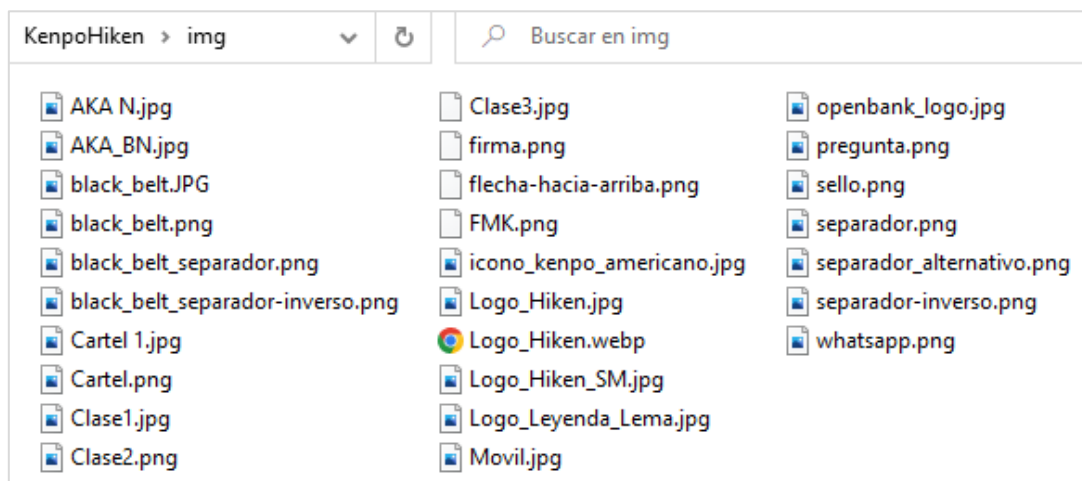 KenpoHiken > img
Buscar en img
AKA N.jpg
AKA_BN.jpg
black_belt.JPG
black_belt.png
black_belt_separador.png
black_belt_separador-inverso.png
Cartel 1.jpg
Cartel.png
Clase1.jpg
Clase2.png
Clase3.jpg
firma.png
flecha-hacia-arriba.png
FMK.png
icono_kenpo_americano.jpg
Logo_Hiken.jpg
Logo_Hiken.webp
Logo_Hiken_SM.jpg
Logo_Leyenda_Lema.jpg
Movil.jpg
openbank_logo.jpg
pregunta.png
sello.png
separador.png
separador_alternativo.png
separador-inverso.png
whatsapp.png